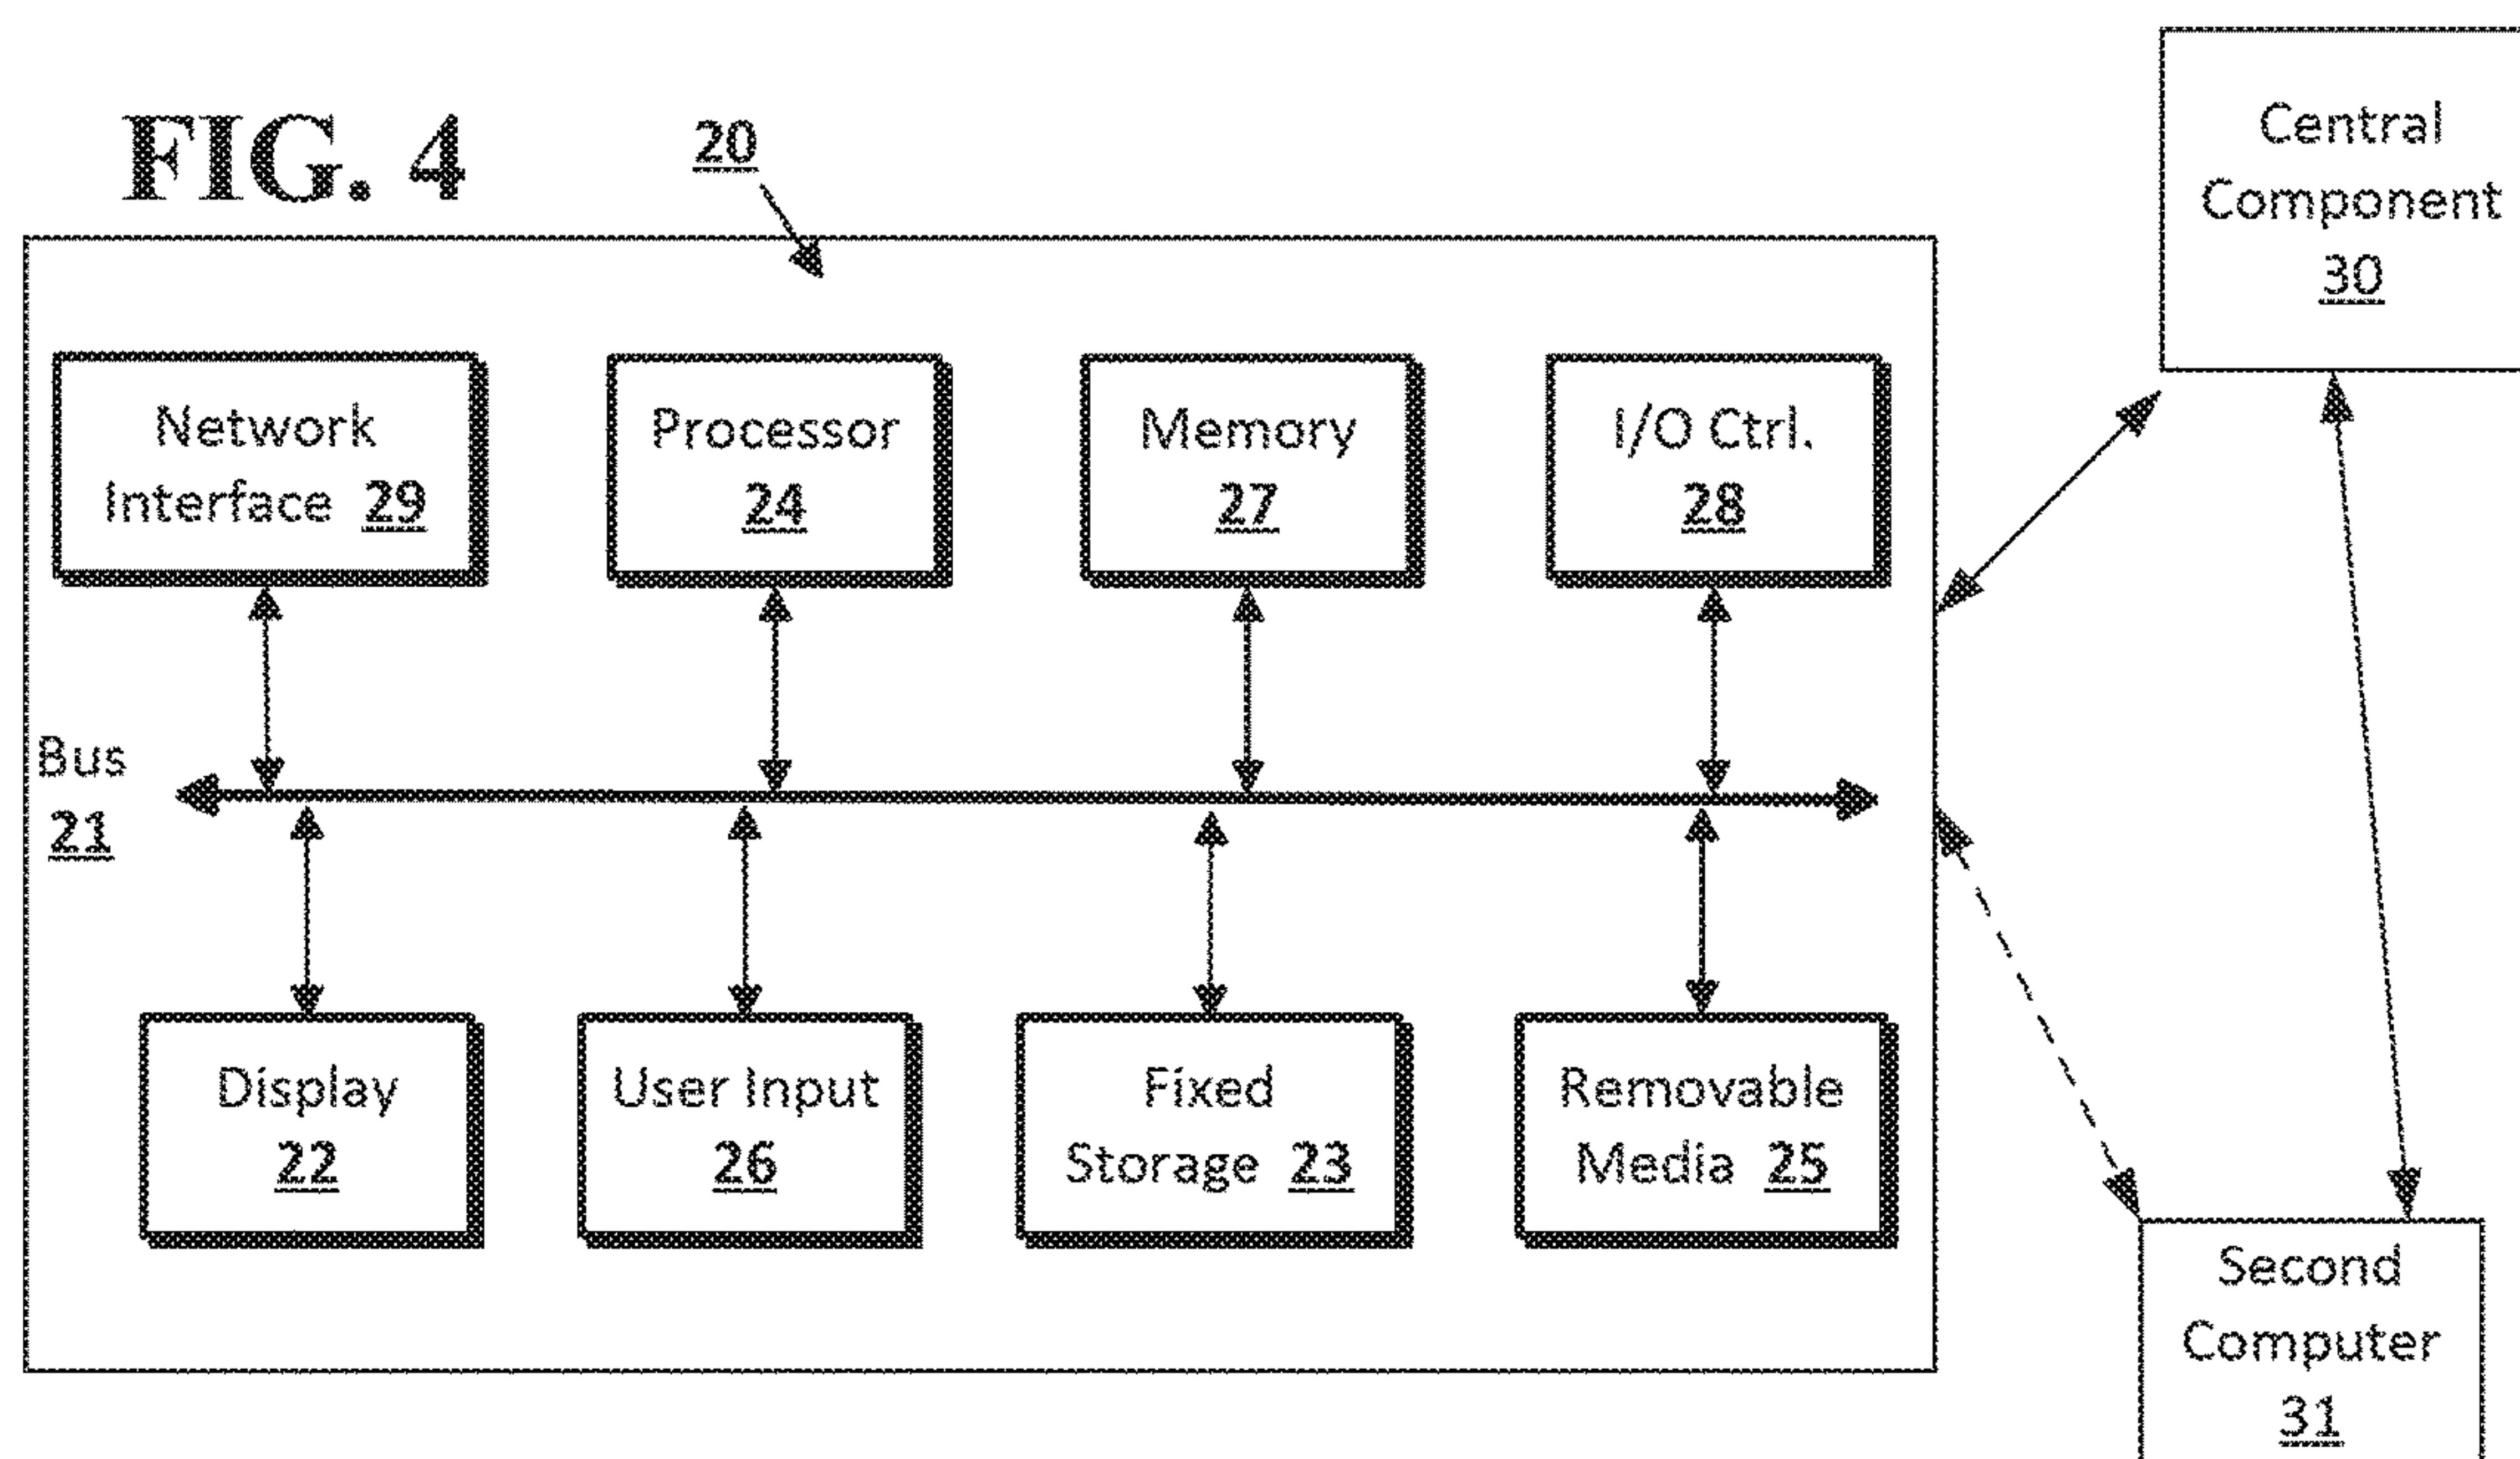 FIG. 4
20
Central
Component
30
Network
Interface 29
Processor
24
Memory
27
I/O Ctrl.
28
Bus
21
Display
22
User Input
26
Fixed
Storage 23
Removable
Media 25
Second
Computer
31